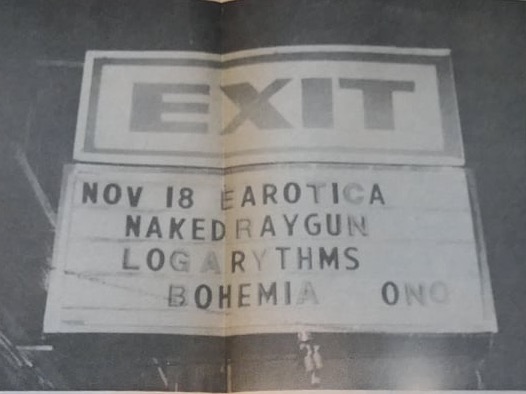 EXIT
NOV 18 EAROTICA
NAKED RAYGUN
LOGARYTHMS
BOHEMIA ONO